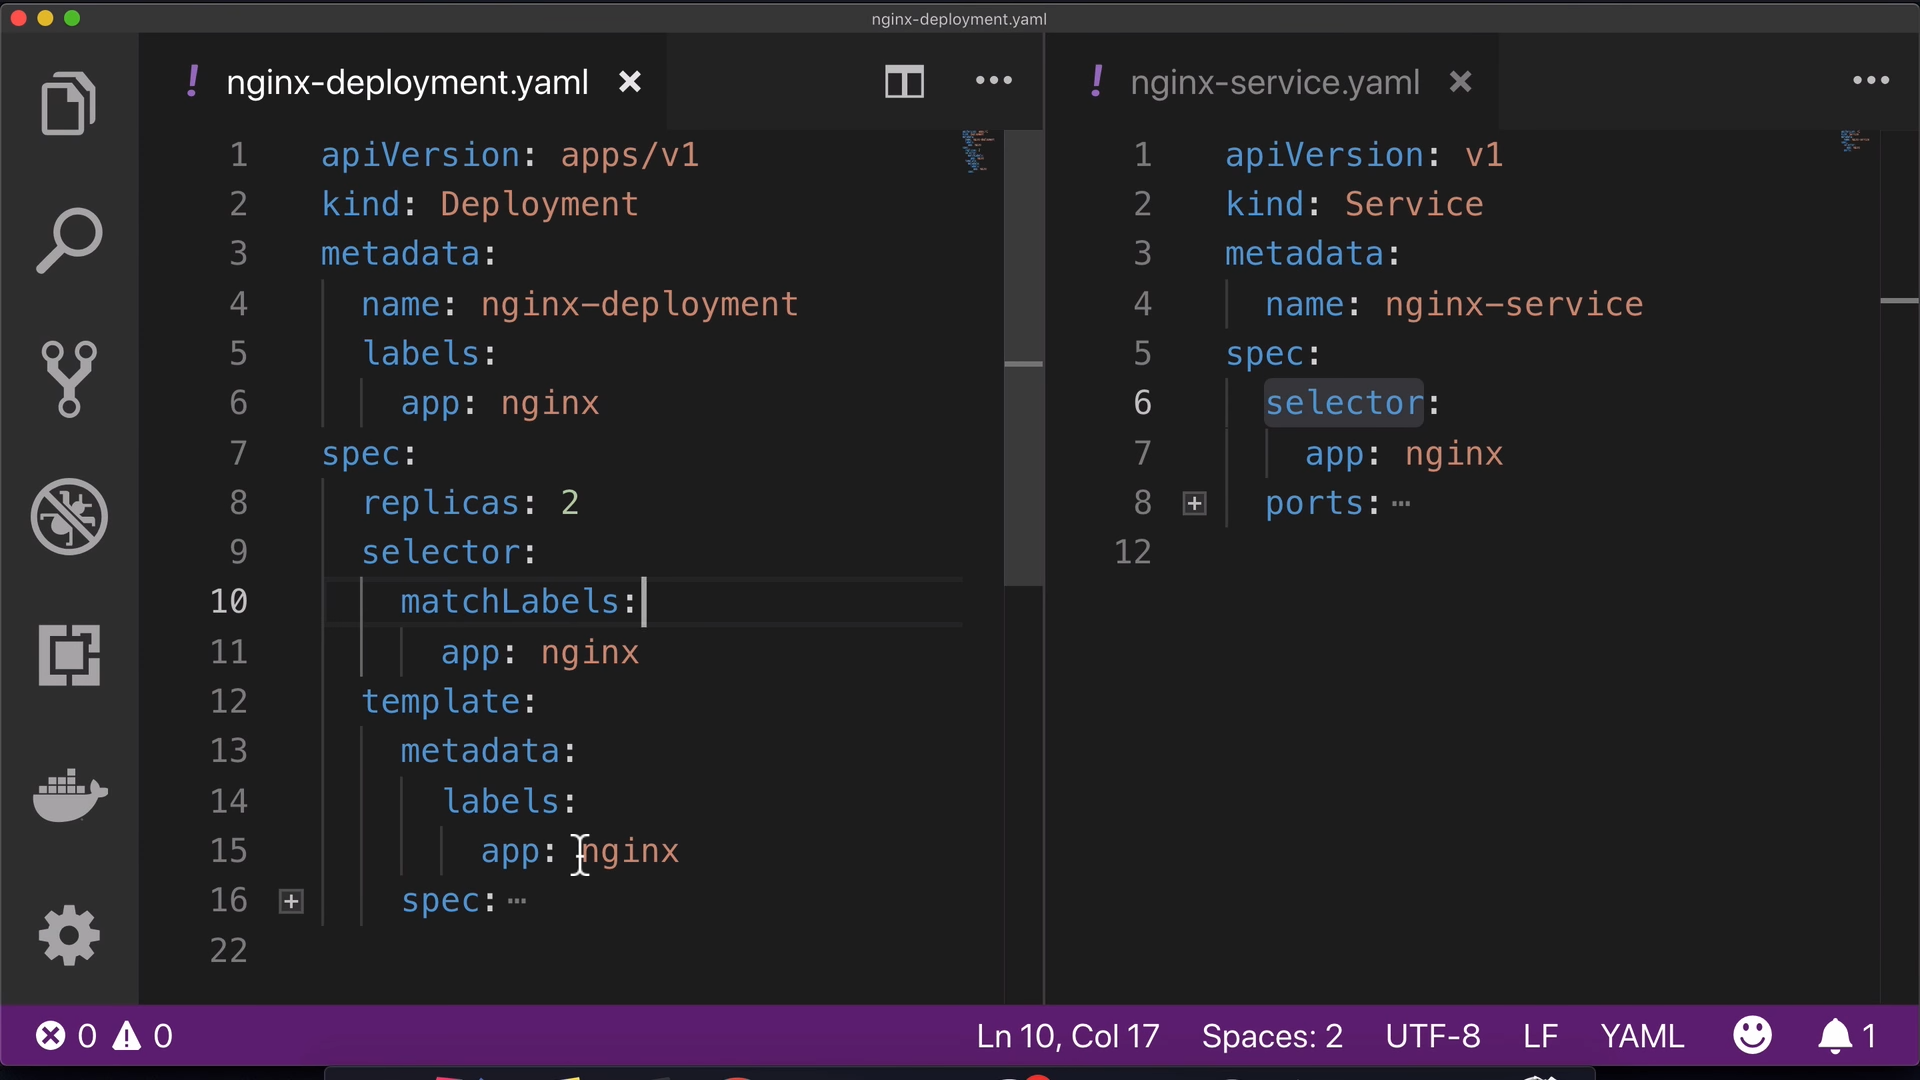 nginx-deployment.yaml
! nginx-deployment.yaml ×
1 apiVersion: apps/v1
2 kind: Deployment
3 metadata:
4 name: nginx-deployment
5 labels:
6 app: nginx
7 spec:
8 replicas: 2
9 selector:
10 matchLabels:
11 app: nginx
12 template:
13 metadata:
14 labels:
15 app: nginx
16 spec:…
22
! nginx-service.yaml ×
1 apiVersion: v1
2 kind: Service
3 metadata:
4 name: nginx-service
5 spec:
6 selector:
7 app: nginx
8 ports:…
12
0 0 Ln 10, Col 17 Spaces: 2 UTF-8 LF YAML 1